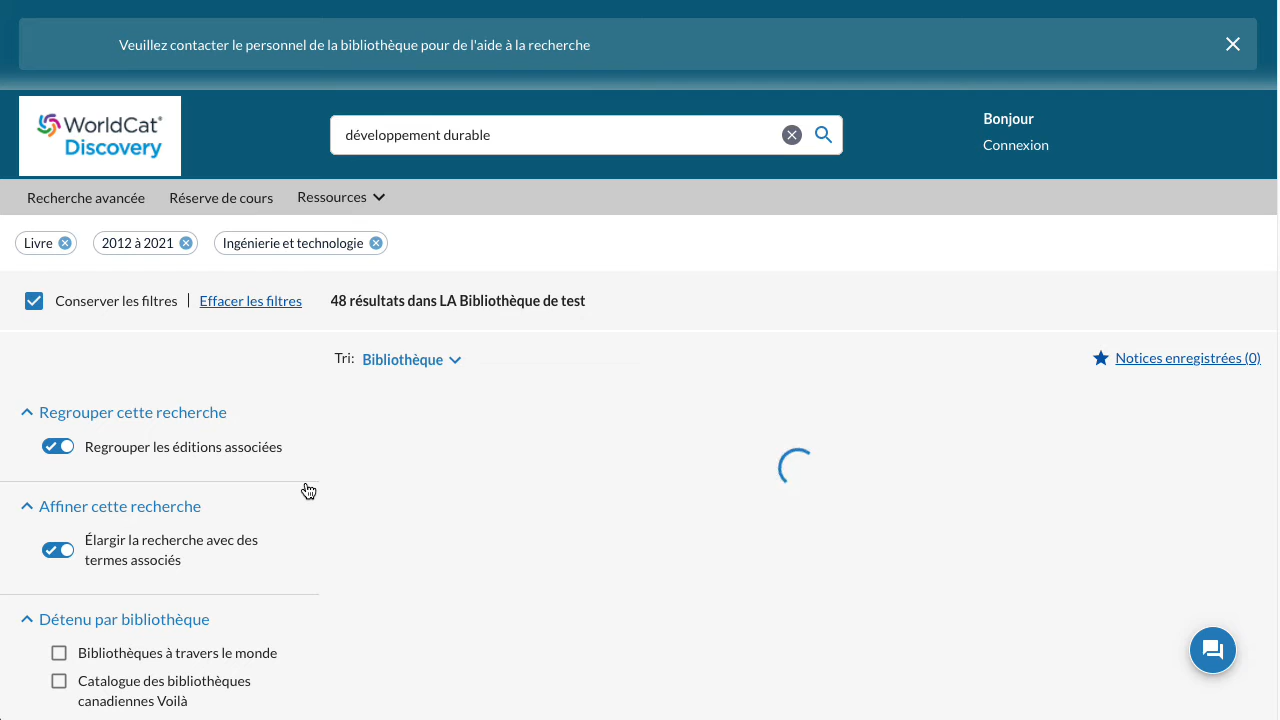 Veuillez contacter le personnel de la bibliothèque pour de l'aide à la recherche
WorldCat®
Discovery
développement durable
Bonjour
Connexion
Recherche avancée Réserve de cours Ressources
Livre 2012 à 2021 Ingénierie et technologie
Conserver les filtres | Effacer les filtres 48 résultats dans LA Bibliothèque de test
Tri: Bibliothèque Notices enregistrées (0)
Regrouper cette recherche
Regrouper les éditions associées
Affiner cette recherche
Élargir la recherche avec des
termes associés
Détenu par bibliothèque
Bibliothèques à travers le monde
Catalogue des bibliothèques
canadiennes Voilà